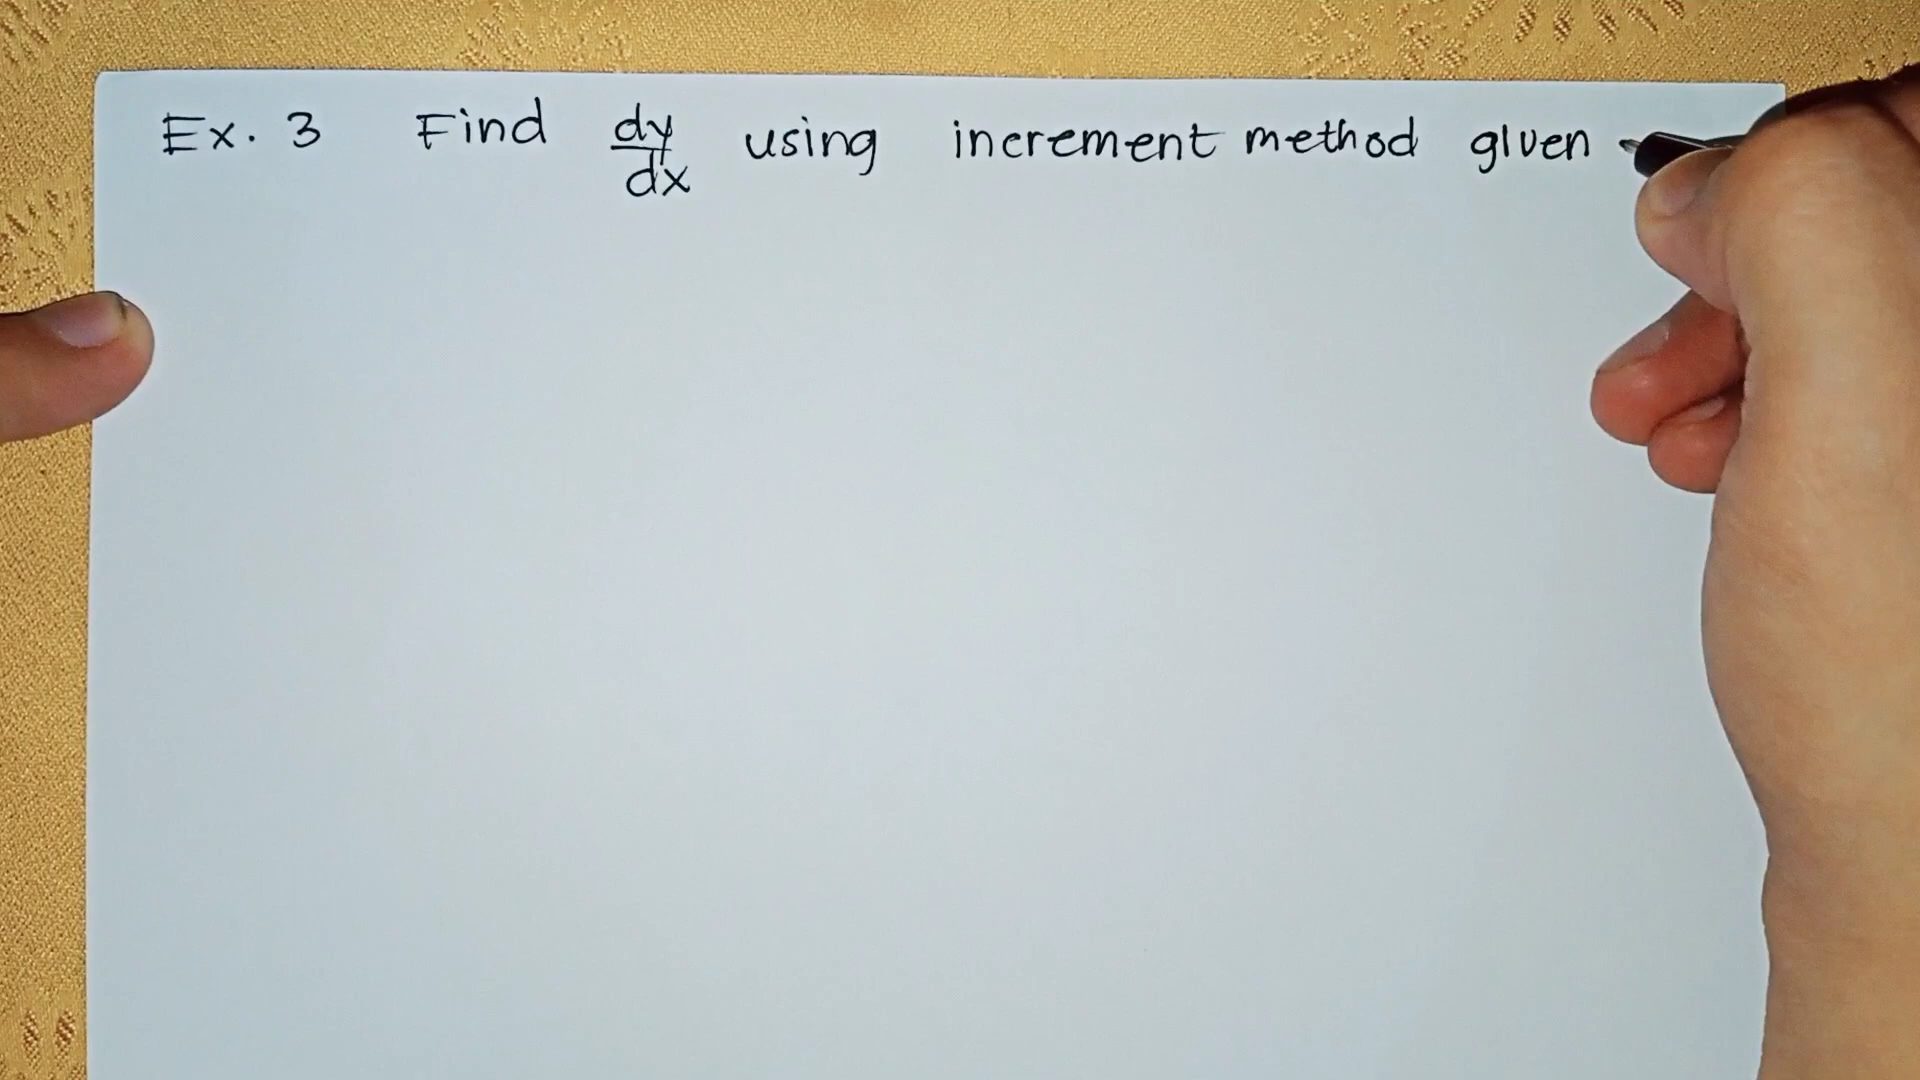 Ex. 3 Find dy/dx using increment method given